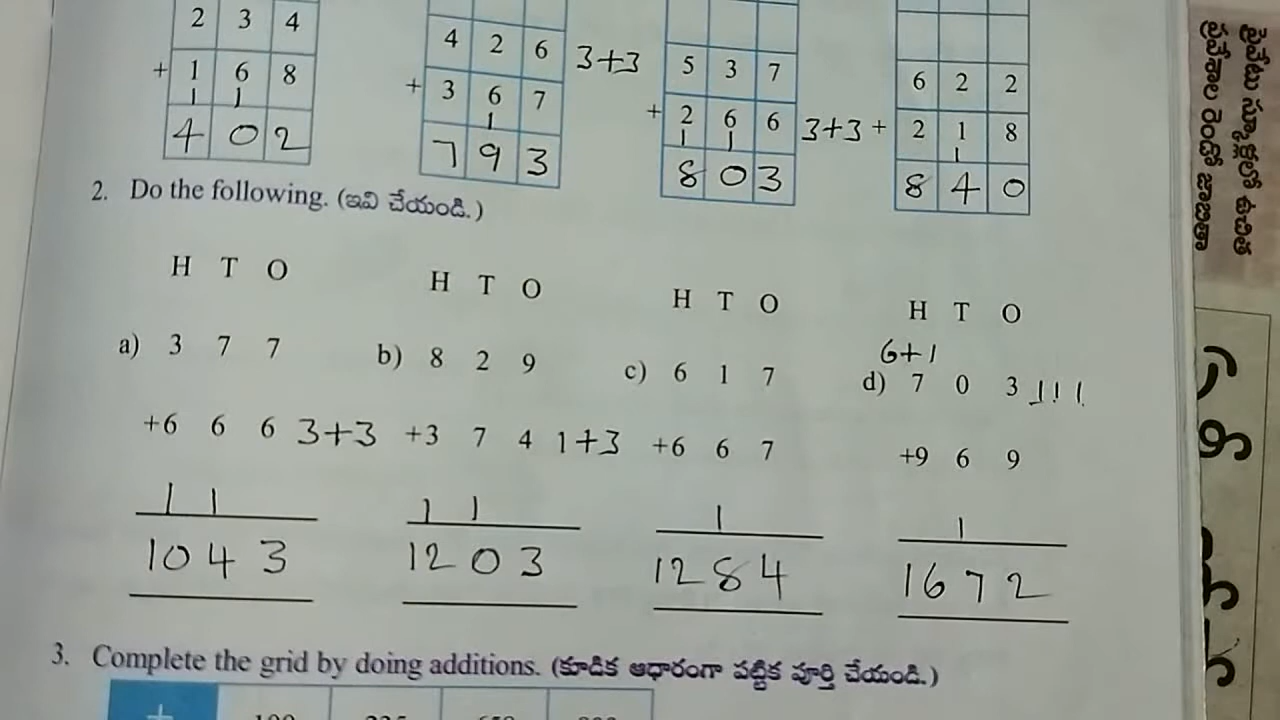 2 3 4 4 2 6 3+3 5 3 7 6 2 2
+ 1 6 8 + 3 6 7 + 2 6 6 3+3 + 2 1 8
1 1 1 1 1 1
4 0 2 7 9 3 8 0 3 8 4 0
2. Do the following. (ఇవి చేయండి.)
H T O H T O H T O H T O
6+1
a) 3 7 7 b) 8 2 9 c) 6 1 7 d) 7 0 3 111
+6 6 6 3+3 +3 7 4 1+3 +6 6 7 +9 6 9
1 1 1 1 1 1
1043 1203 1284 1672
3. Complete the grid by doing additions. (కూడిక ఆధారంగా పట్టిక పూర్తి చేయండి.)
+
ప్రైవేటు స్కూళ్లలో ఉచిత
ప్రవేశాల రెండో జాబితా